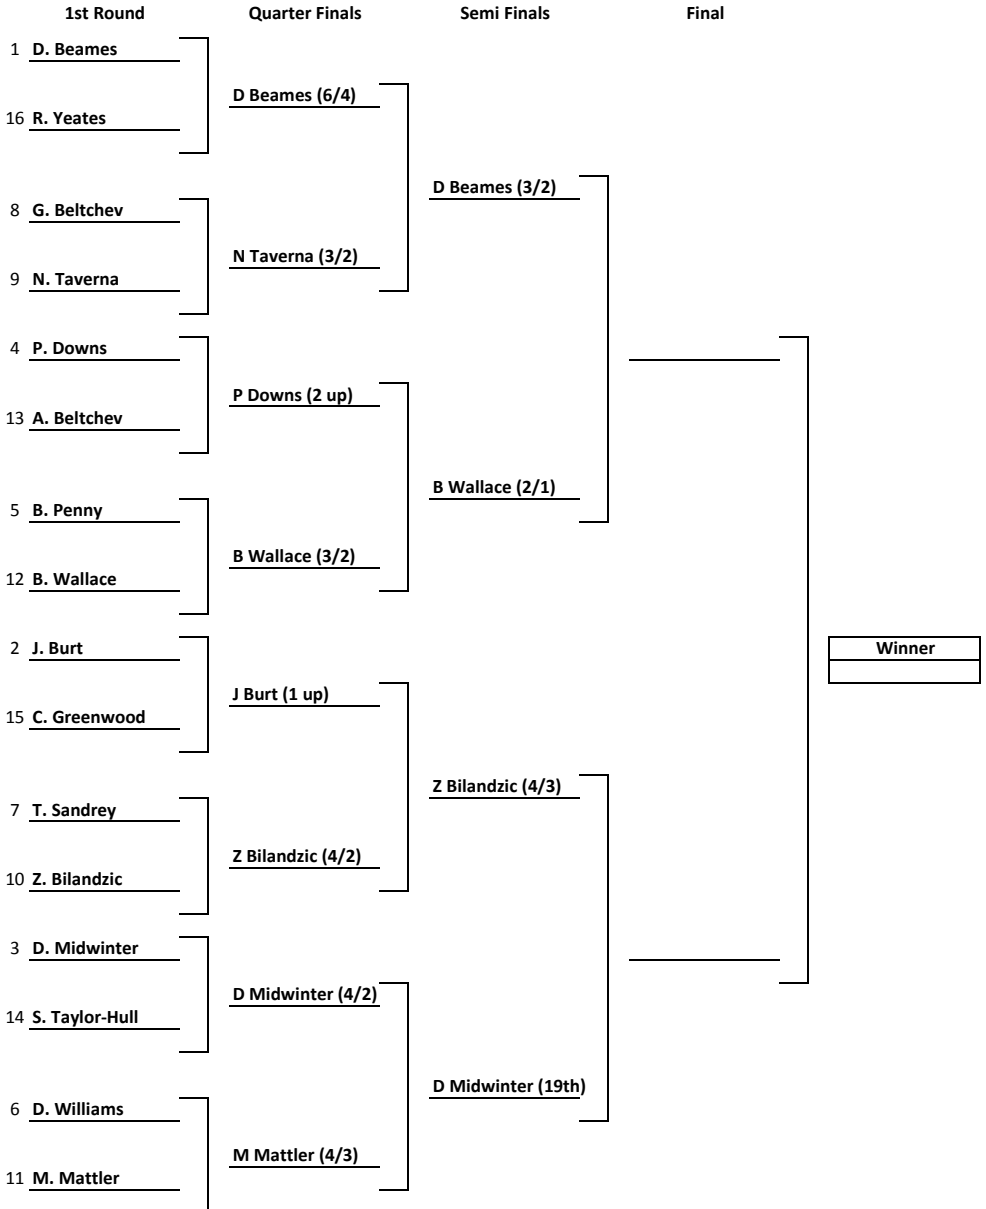 1st Round Quarter Finals Semi Finals Final
1 D. Beames
D Beames (6/4)
16 R. Yeates
D Beames (3/2)
8 G. Beltchev
N Taverna (3/2)
9 N. Taverna
4 P. Downs
P Downs (2 up)
13 A. Beltchev
B Wallace (2/1)
5 B. Penny
B Wallace (3/2)
12 B. Wallace
2 J. Burt
Winner
J Burt (1 up)
15 C. Greenwood
Z Bilandzic (4/3)
7 T. Sandrey
Z Bilandzic (4/2)
10 Z. Bilandzic
3 D. Midwinter
D Midwinter (4/2)
14 S. Taylor-Hull
D Midwinter (19th)
6 D. Williams
M Mattler (4/3)
11 M. Mattler